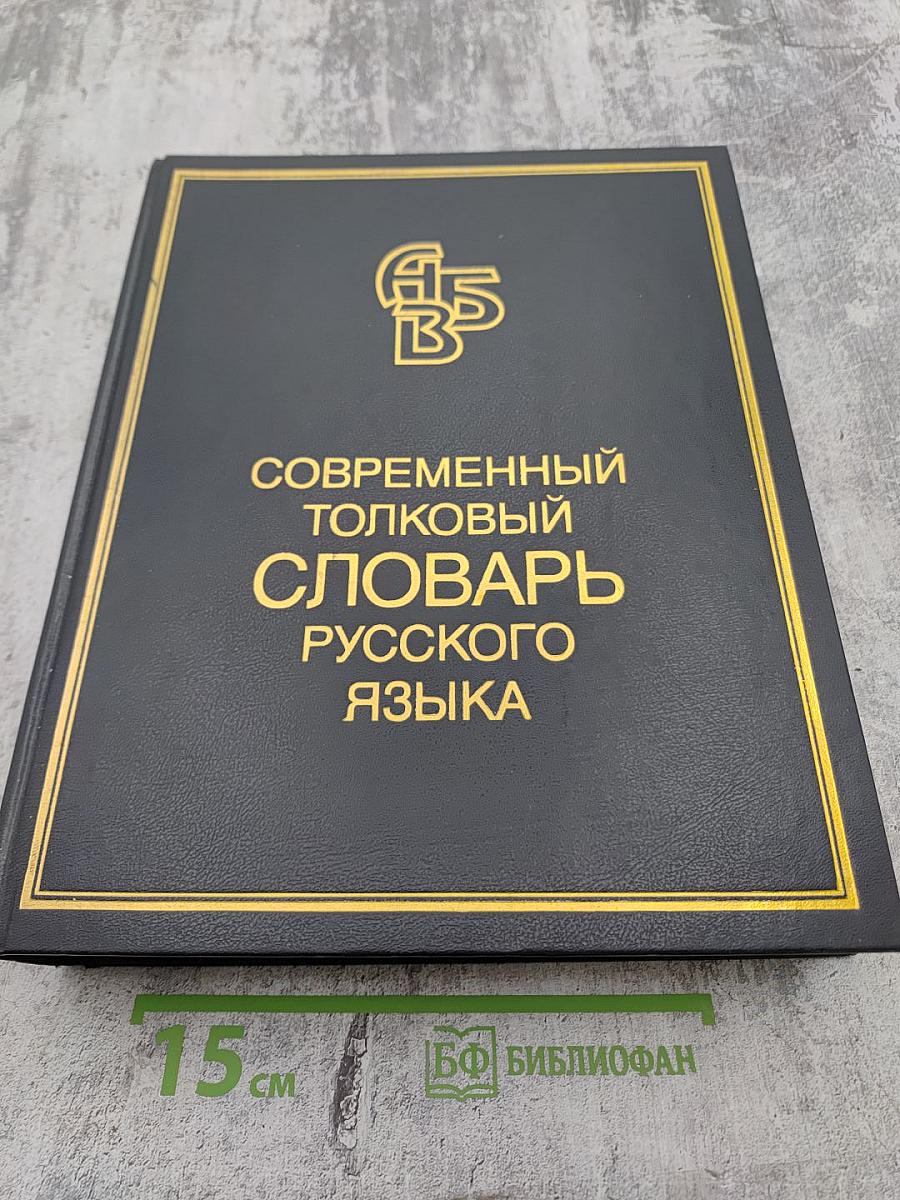 АБВ
СОВРЕМЕННЫЙ
ТОЛКОВЫЙ
СЛОВАРЬ
РУССКОГО
ЯЗЫКА
15 см
БФ БИБЛИОФАН